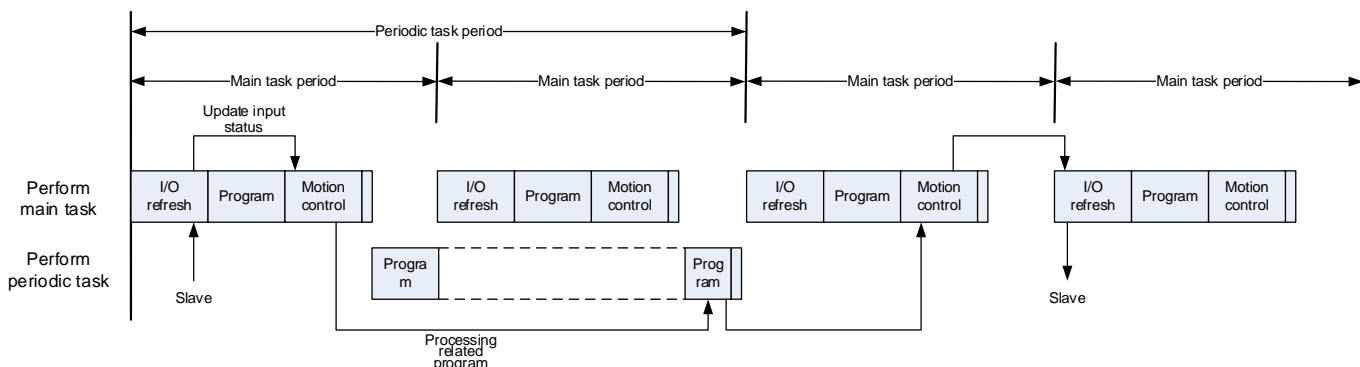 Periodic task period
Main task period
Main task period
Main task period
Main task period
Update input
status
Perform
main task
I/O
refresh
Program
Motion
control
I/O
refresh
Program
Motion
control
I/O
refresh
Program
Motion
control
I/O
refresh
Program
Motion
control
Perform
periodic task
Progra
m
Prog
ram
Slave
Slave
Processing
related
program